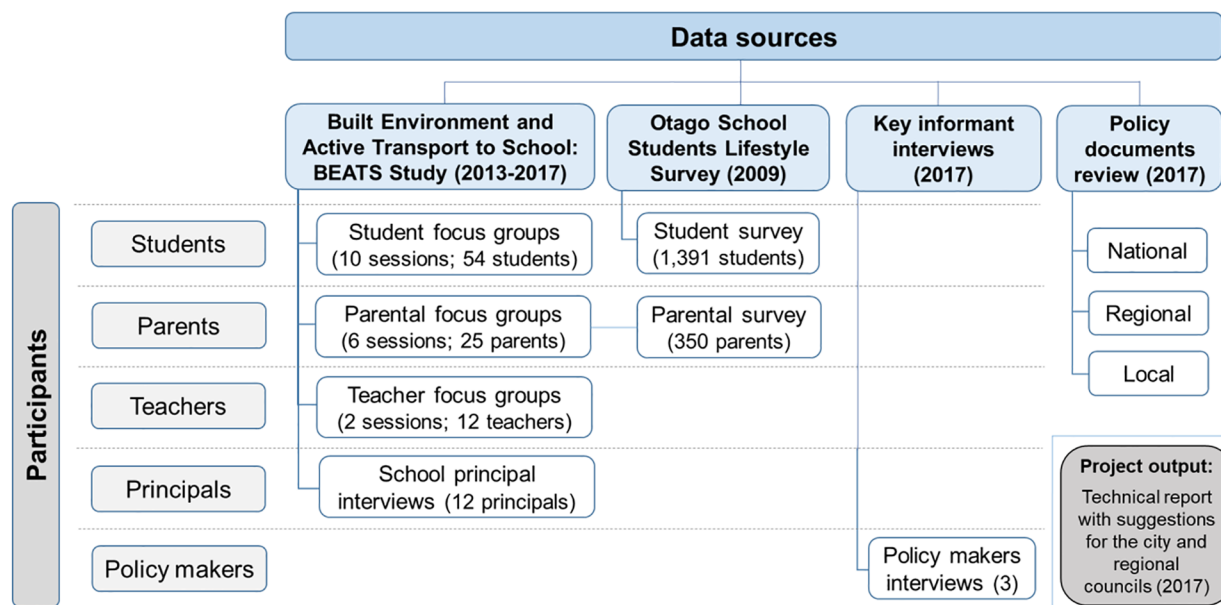 Data sources
Built Environment and
Active Transport to School:
BEATS Study (2013-2017)
Otago School
Students Lifestyle
Survey (2009)
Key informant
interviews
(2017)
Policy
documents
review (2017)
Participants
Students
Student focus groups
(10 sessions; 54 students)
Student survey
(1,391 students)
National
Parents
Parental focus groups
(6 sessions; 25 parents)
Parental survey
(350 parents)
Regional
Local
Teachers
Teacher focus groups
(2 sessions; 12 teachers)
Principals
School principal
interviews (12 principals)
Policy makers
Policy makers
interviews (3)
Project output:
Technical report
with suggestions
for the city and
regional
councils (2017)